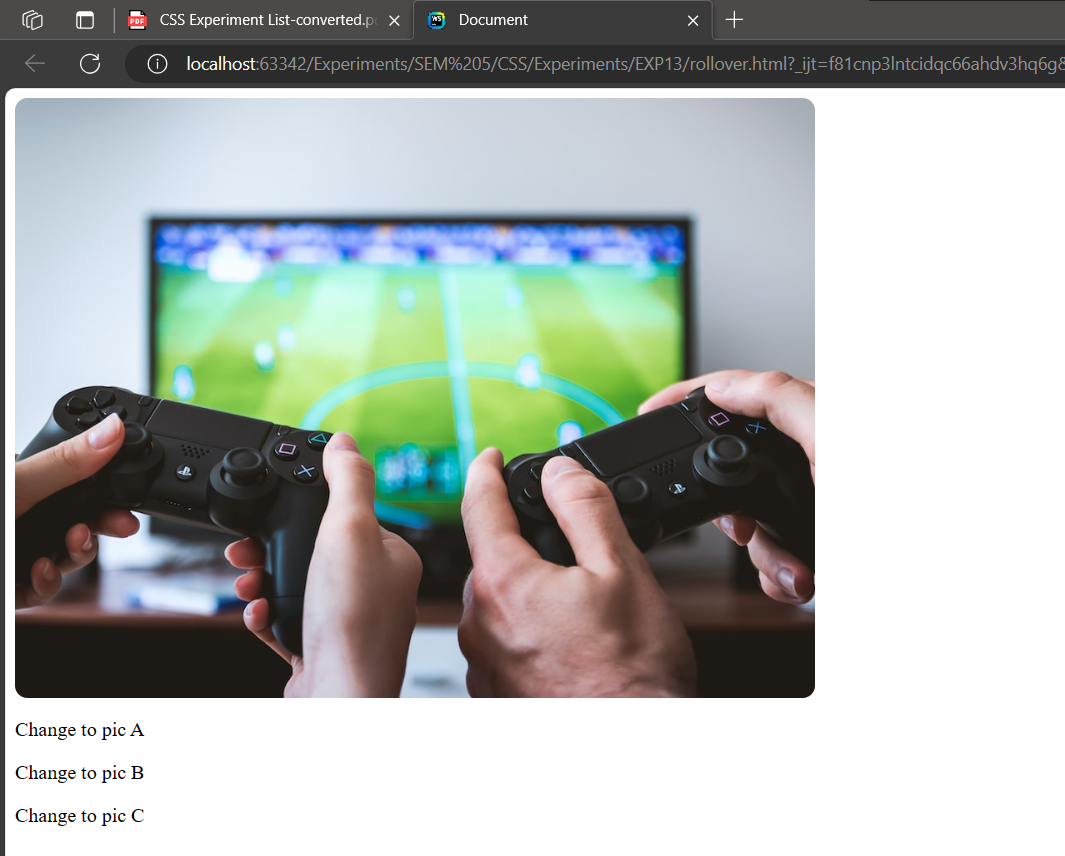 CSS Experiment List-converted.p
Document
localhost:63342/Experiments/SEM%205/CSS/Experiments/EXP13/rollover.html?_ijt=f81cnp3lntcidqc66ahdv3hq6g&
Change to pic A
Change to pic B
Change to pic C